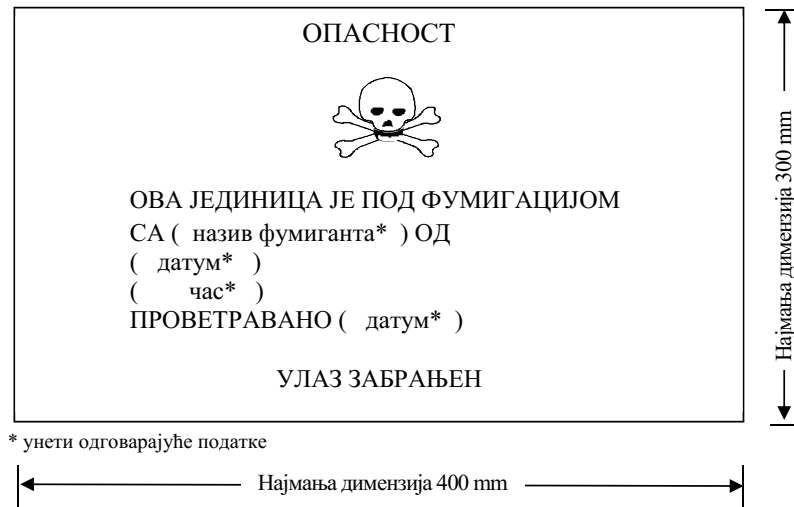 ОПАСНОСТ
ОВА ЈЕДИНИЦА ЈЕ ПОД ФУМИГАЦИЈОМ
СА ( назив фумиганта* ) ОД
( датум* )
( час* )
ПРОВЕТРАВАНО ( датум* )
УЛАЗ ЗАБРАЊЕН
Најмања димензија 300 mm
* унети одговарајуће податке
Најмања димензија 400 mm